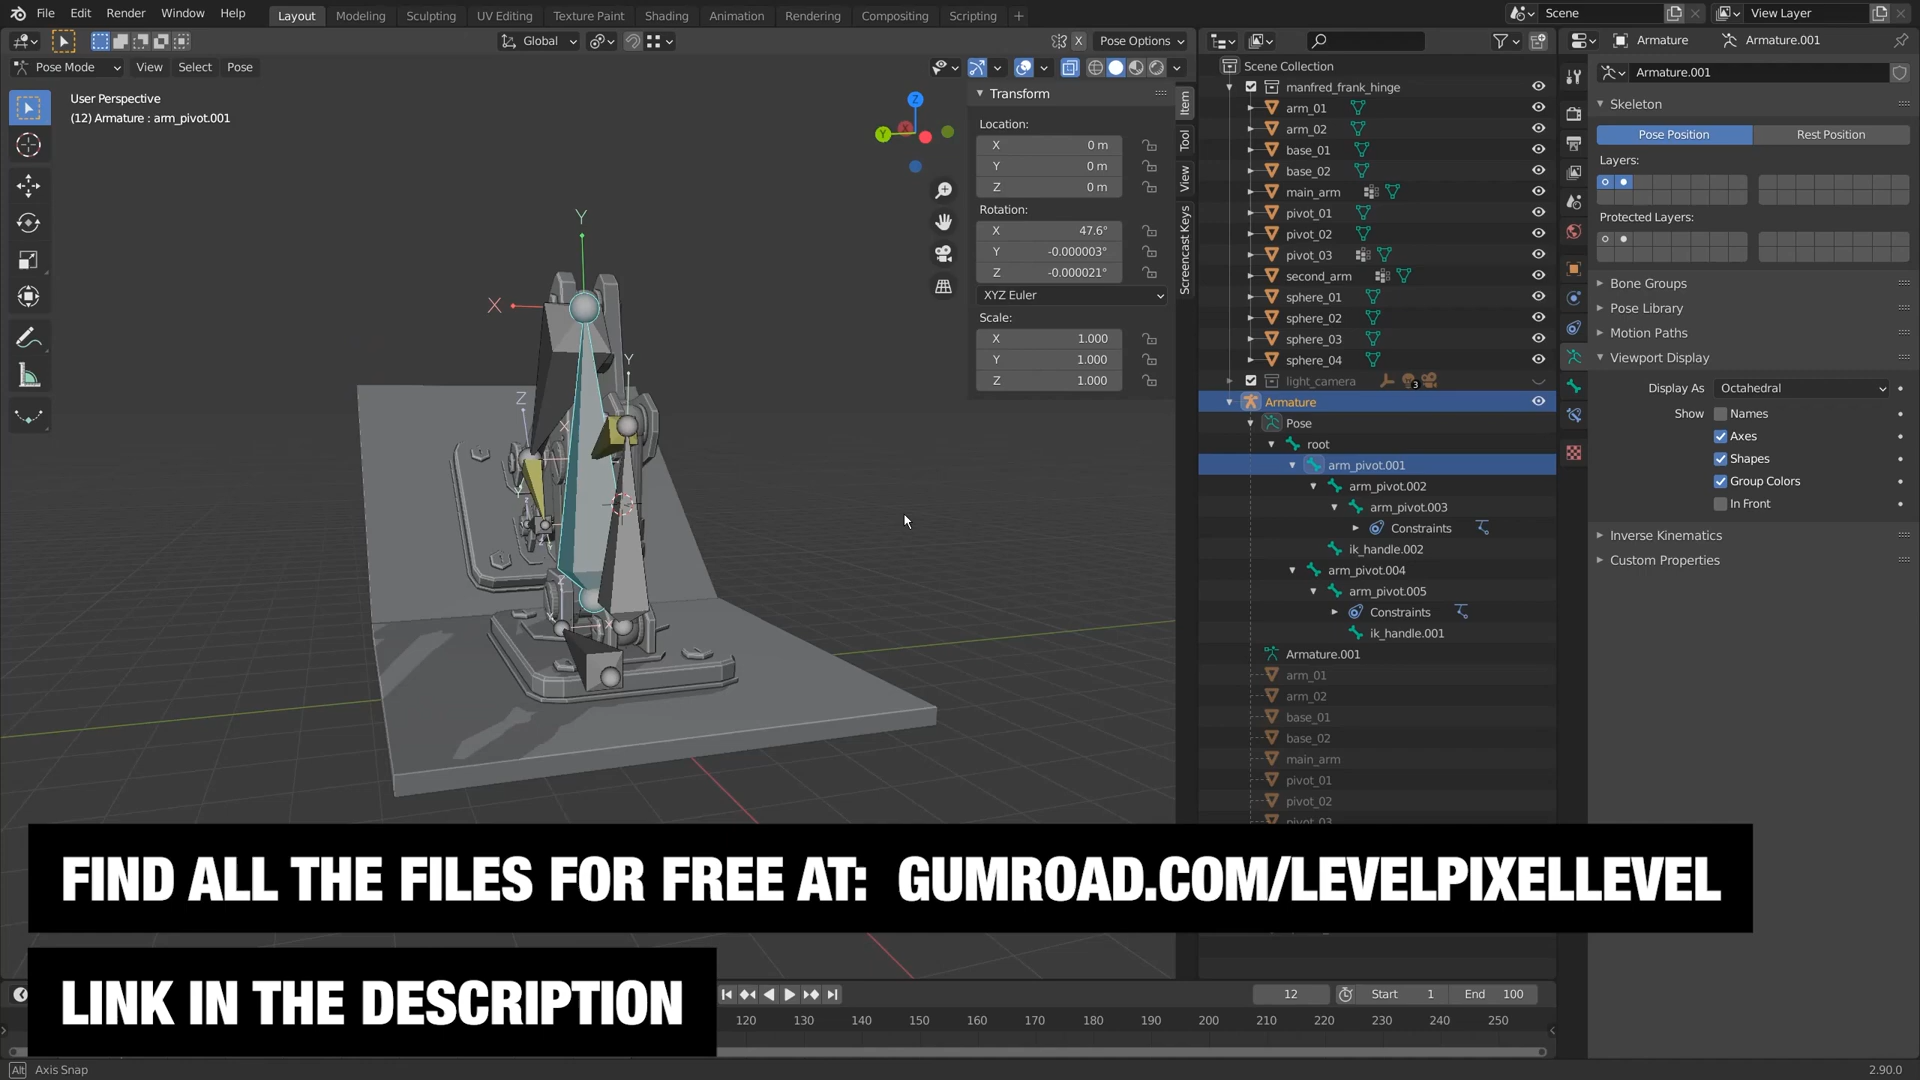 File Edit Render Window Help Layout Modeling Sculpting UV Editing Texture Paint Shading Animation Rendering Compositing Scripting + Scene View Layer
Global X Pose Options Armature Armature.001
Pose Mode View Select Pose
User Perspective
(12) Armature : arm_pivot.001
Transform
Location:
X 0 m
Y 0 m
Z 0 m
Rotation:
X 47.6°
Y -0.000003°
Z -0.000021°
XYZ Euler
Scale:
X 1.000
Y 1.000
Z 1.000
Item
Tool
View
Screencast Keys
Z
Y
X
Y
X
Y
Z
X
X
Scene Collection
manfred_frank_hinge
arm_01
arm_02
base_01
base_02
main_arm
pivot_01
pivot_02
pivot_03
second_arm
sphere_01
sphere_02
sphere_03
sphere_04
light_camera 3
Armature
Pose
root
arm_pivot.001
arm_pivot.002
arm_pivot.003
Constraints
ik_handle.002
arm_pivot.004
arm_pivot.005
Constraints
ik_handle.001
Armature.001
arm_01
arm_02
base_01
base_02
main_arm
pivot_01
pivot_02
pivot_03
Armature.001
Skeleton
Pose Position Rest Position
Layers:
Protected Layers:
Bone Groups
Pose Library
Motion Paths
Viewport Display
Display As Octahedral
Show Names
Axes
Shapes
Group Colors
In Front
Inverse Kinematics
Custom Properties
FIND ALL THE FILES FOR FREE AT: GUMROAD.COM/LEVELPIXELLEVEL
LINK IN THE DESCRIPTION
12 Start 1 End 100
120 130 140 150 160 170 180 190 200 210 220 230 240 250
Alt Axis Snap 2.90.0